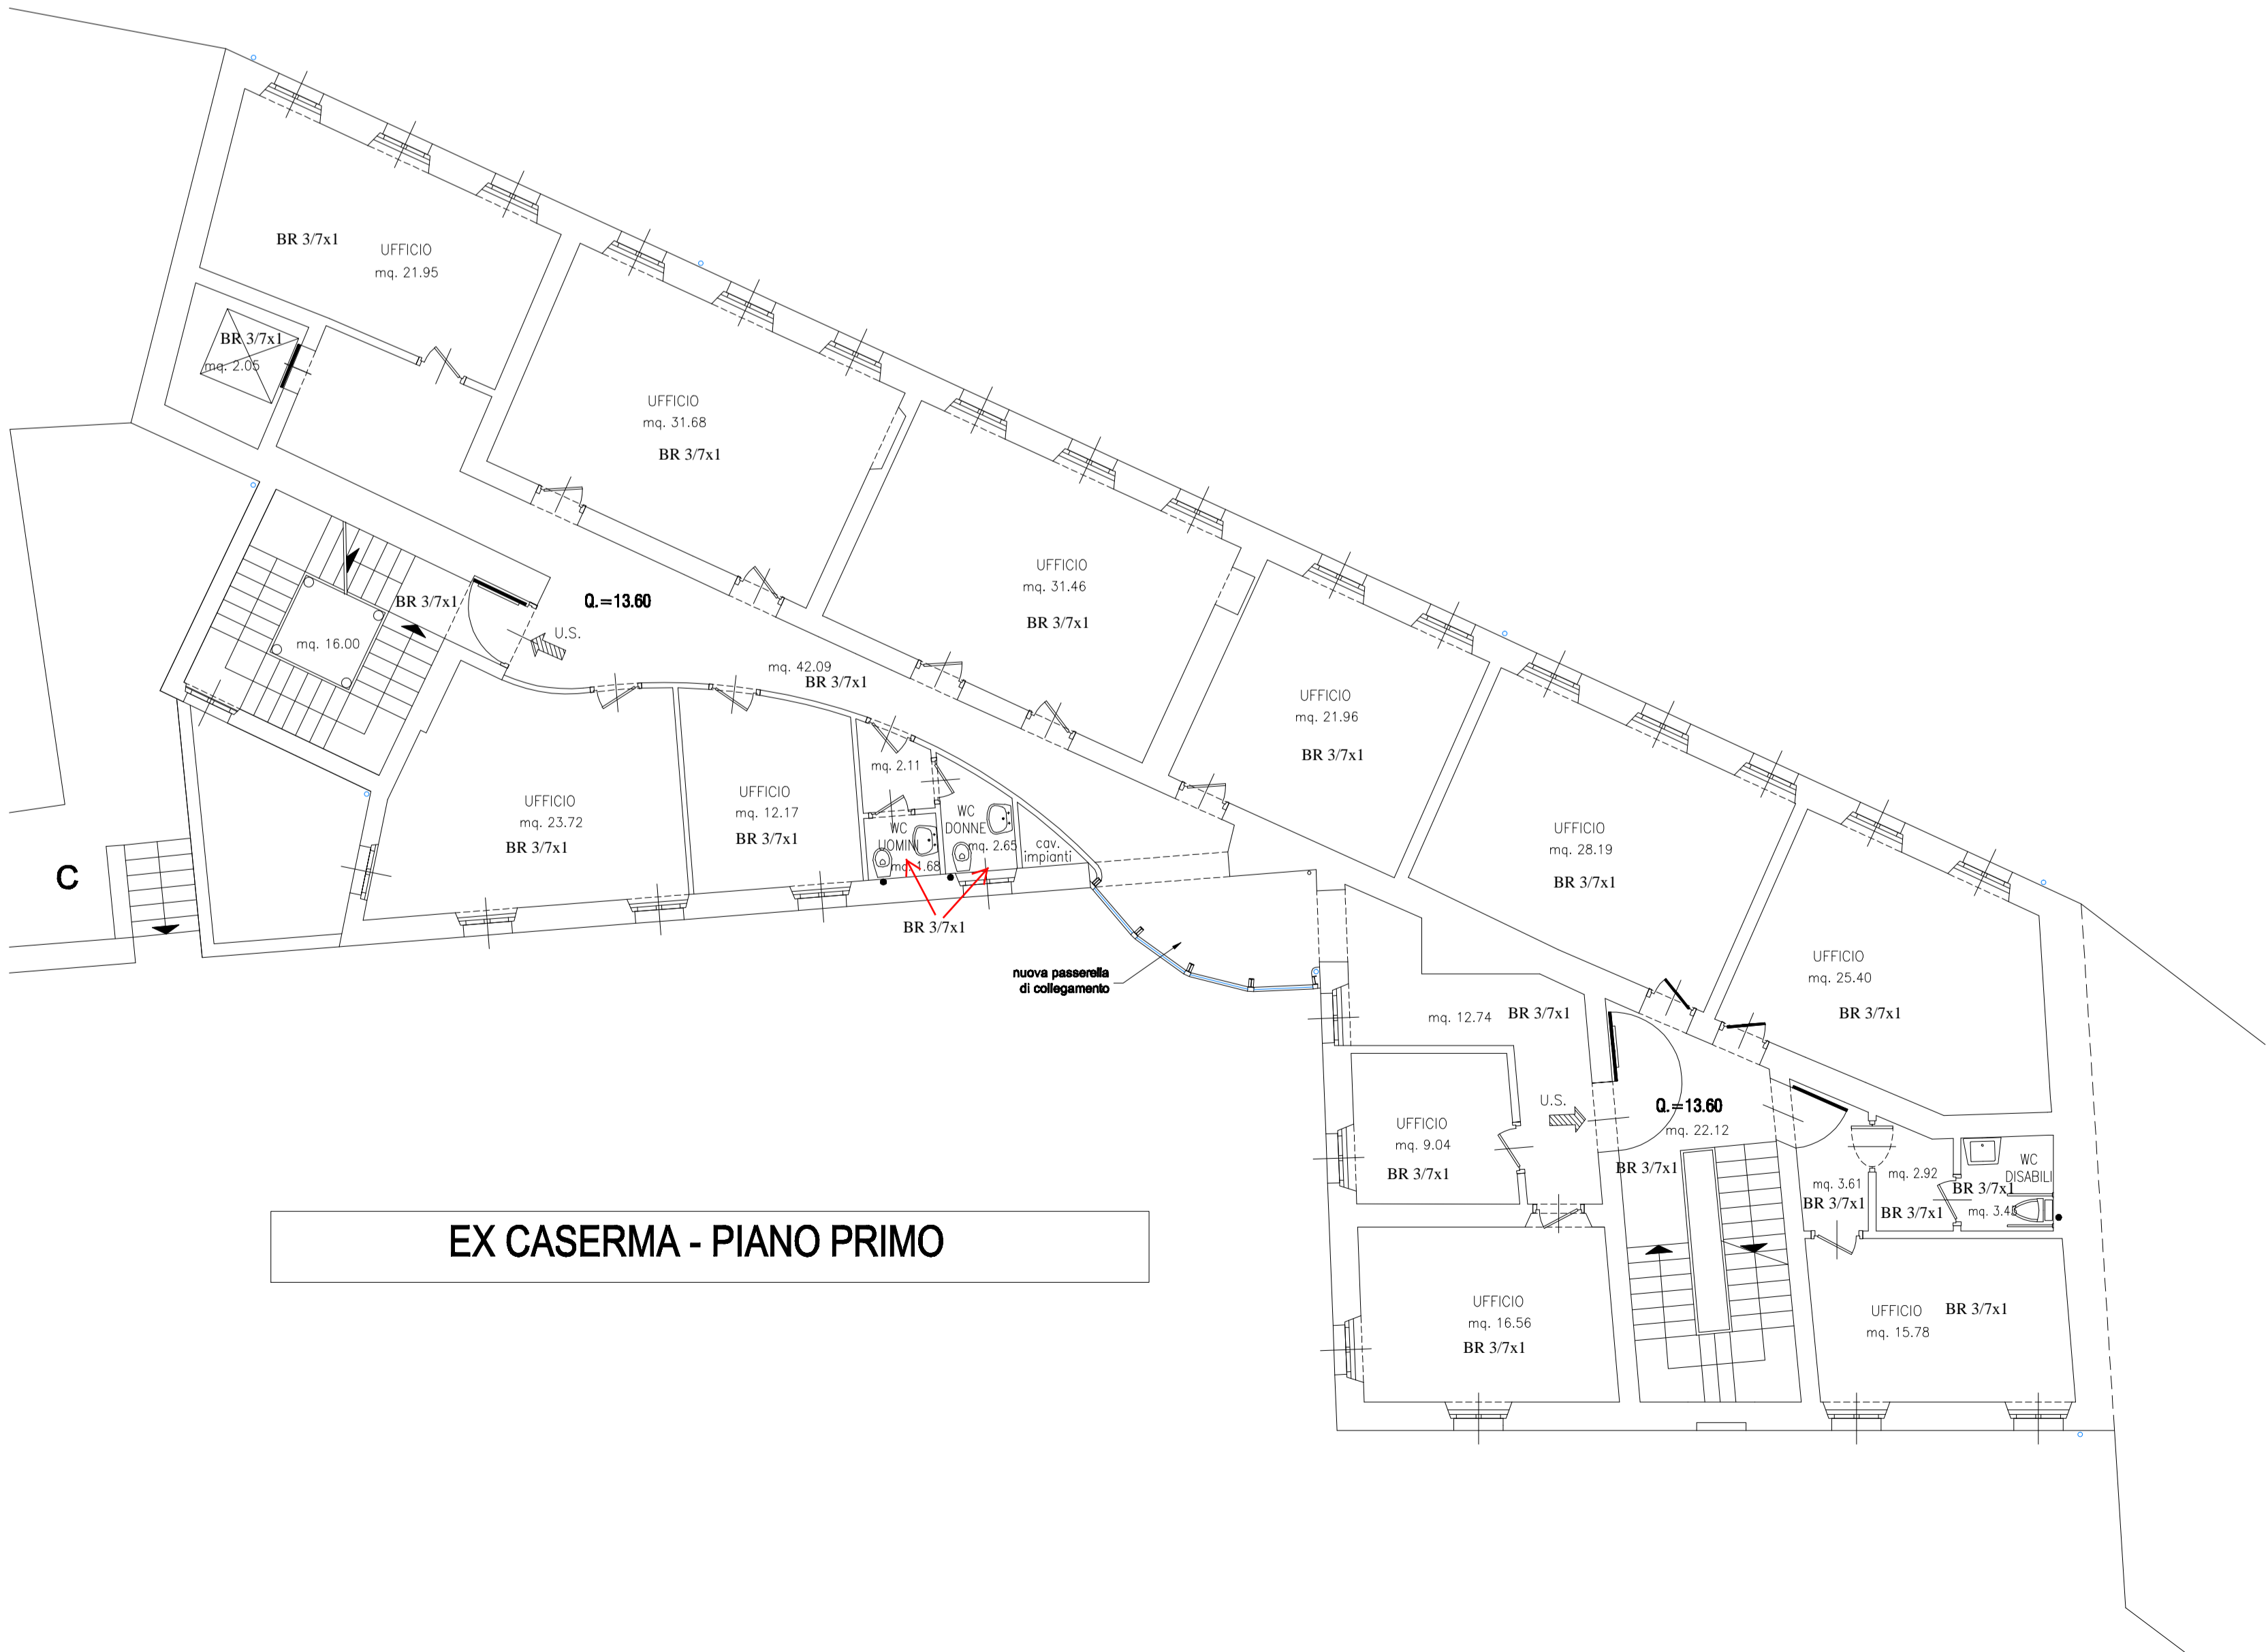 BR 3/7x1
UFFICIO
mq. 21.95
BR 3/7x1
mq. 2.05
UFFICIO
mq. 31.68
BR 3/7x1
UFFICIO
mq. 31.46
BR 3/7x1
BR 3/7x1
mq. 16.00
Q.=13.60
U.S.
mq. 42.09
BR 3/7x1
UFFICIO
mq. 21.96
BR 3/7x1
UFFICIO
mq. 23.72
BR 3/7x1
UFFICIO
mq. 12.17
BR 3/7x1
mq. 2.11
WC
UOMINI
mq. 1.68
WC
DONNE
mq. 2.65
cav.
impianti
BR 3/7x1
C
UFFICIO
mq. 28.19
BR 3/7x1
UFFICIO
mq. 25.40
BR 3/7x1
nuova passerella
di collegamento
mq. 12.74
BR 3/7x1
U.S.
Q.=13.60
mq. 22.12
BR 3/7x1
UFFICIO
mq. 9.04
BR 3/7x1
mq. 3.61
BR 3/7x1
mq. 2.92
BR 3/7x1
WC
DISABILI
BR 3/7x1
EX CASERMA - PIANO PRIMO
UFFICIO
mq. 16.56
BR 3/7x1
UFFICIO
mq. 15.78
BR 3/7x1